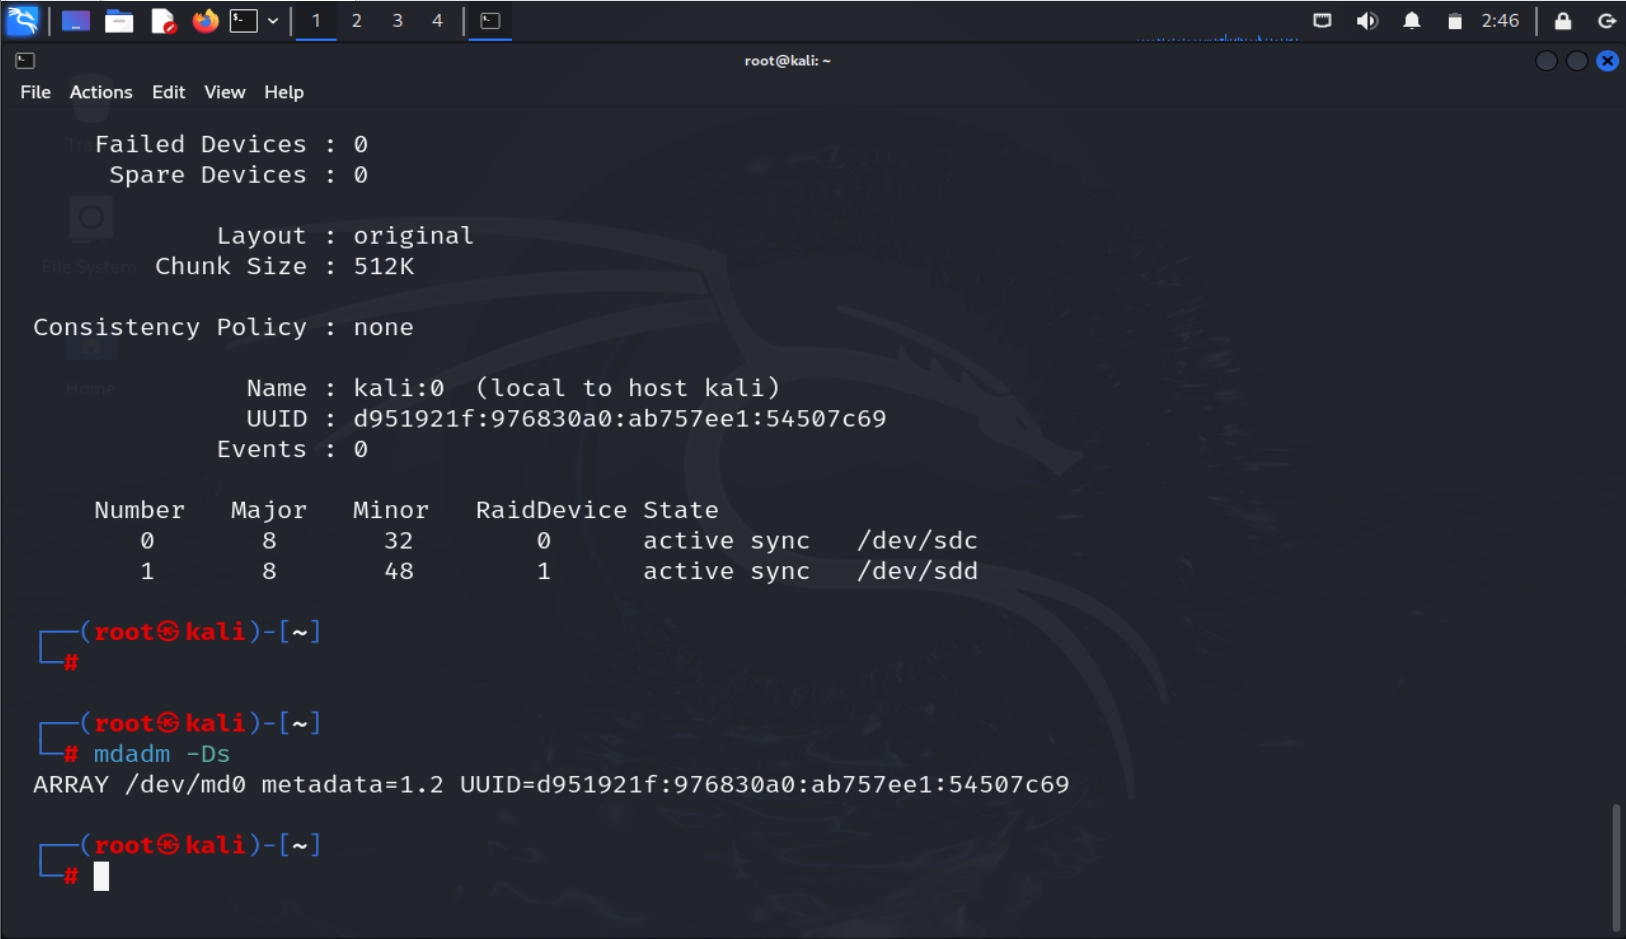 1 2 3 4 2:46
root@kali: ~
File Actions Edit View Help
Failed Devices : 0
Spare Devices : 0
Layout : original
File System
Chunk Size : 512K
Consistency Policy : none
Home
Name : kali:0 (local to host kali)
UUID : d951921f:976830a0:ab757ee1:54507c69
Events : 0
Number Major Minor RaidDevice State
0 8 32 0 active sync /dev/sdc
1 8 48 1 active sync /dev/sdd
┌──(root㉿kali)-[~]
└─#
┌──(root㉿kali)-[~]
└─# mdadm -Ds
ARRAY /dev/md0 metadata=1.2 UUID=d951921f:976830a0:ab757ee1:54507c69
┌──(root㉿kali)-[~]
└─#